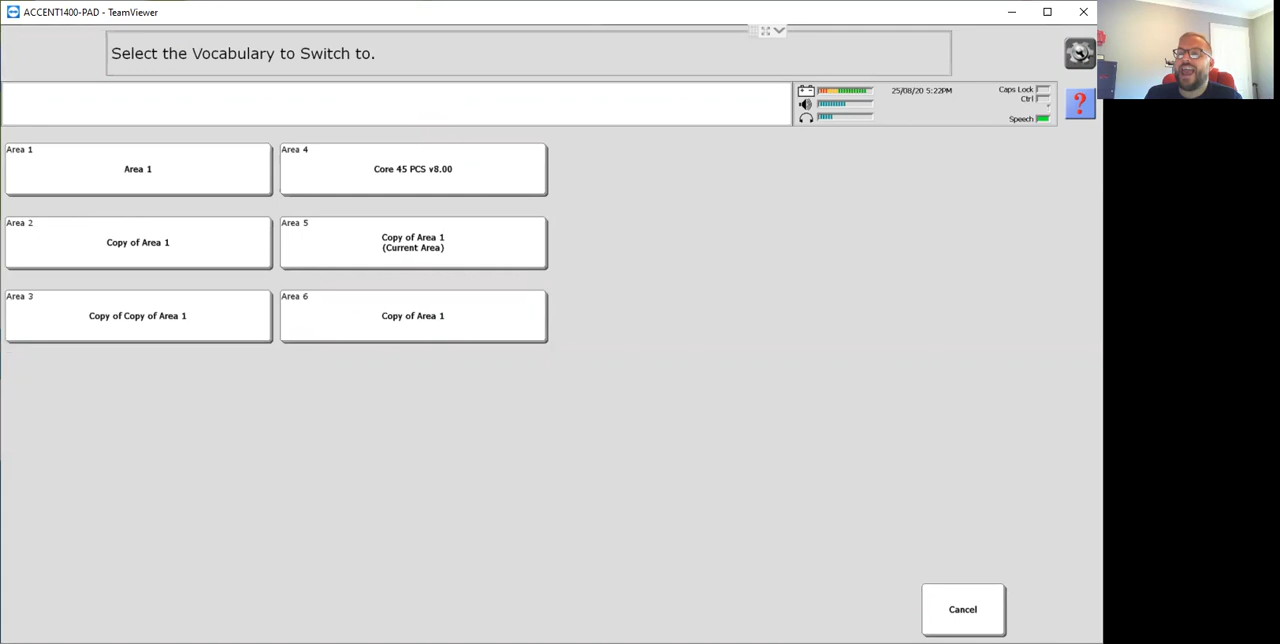 ACCENT1400-PAD - TeamViewer
Select the Vocabulary to Switch to.
25/08/20 5:22PM
Caps Lock
Ctrl
Speech
?
Area 1
Area 1
Area 4
Core 45 PCS v8.00
Area 2
Copy of Area 1
Area 5
Copy of Area 1
(Current Area)
Area 3
Copy of Copy of Area 1
Area 6
Copy of Area 1
Cancel